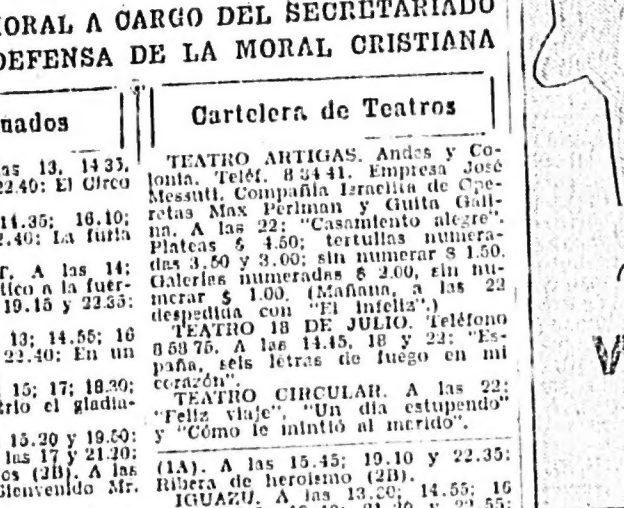 MORAL A CARGO DEL SECRETARIADO
DEFENSA DE LA MORAL CRISTIANA
nados
as 13, 14.35,
22.40: El Circo
14.35; 16.10;
2.40: La furia
A las 14;
tico a la fuer-
19.15 y 22.35:
13; 14.55; 16
22.40: En un
15; 17; 18.30;
trio el gladia-
15.20 y 19.50:
las 17 y 21.20:
os (2B). A las
Bienvenido Mr.
Cartelera de Teatros
TEATRO ARTIGAS. Andes y Co-
lonia. Teléf. 8 34 41. Empresa José
Messuti. Compañía Israelita de Ope-
retas Max Perlman y Guita Gali-
na. A las 22: "Casamiento alegre".
Plateas $ 4.50; tertulias numera-
das 3.50 y 3.00; sin numerar $ 1.50.
Galerías numeradas $ 2.00, sin nu-
merar $ 1.00. (Mañana, a las 22
despedida con "El infeliz".)
TEATRO 18 DE JULIO. Teléfono
8 58 75. A las 14.45, 18 y 22: "Es-
paña, seis letras de fuego en mi
corazón".
TEATRO CIRCULAR. A las 22:
"Feliz viaje", "Un día estupendo"
y "Cómo le mintió al marido".
(1A). A las 15.45; 19.10 y 22.35:
Ribera de heroísmo (2B).
IGUAZU. A las 13.20; 14.55; 16
V